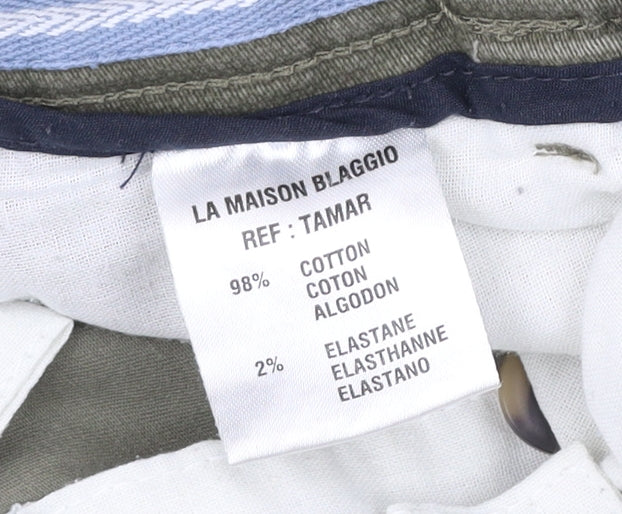 LA MAISON BLAGGIO
REF : TAMAR
98% COTTON
COTON
ALGODON
2% ELASTANE
ELASTHANNE
ELASTANO